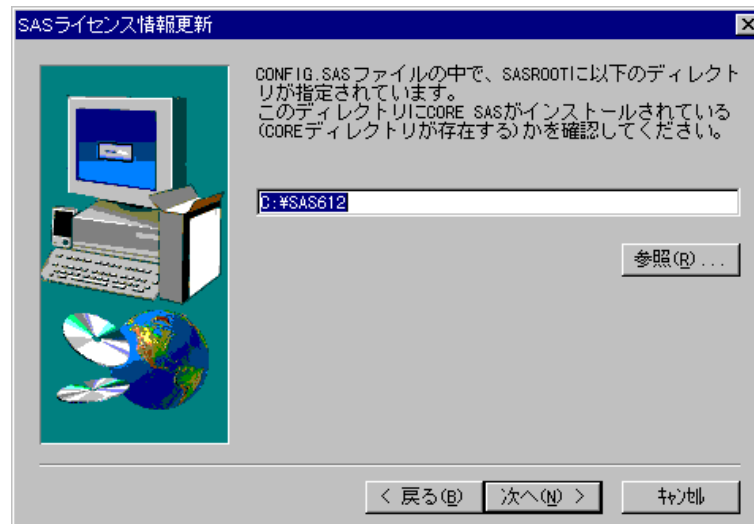 SASライセンス情報更新
CONFIG.SASファイルの中で、SASROOTに以下のディレクト
リが指定されています。
このディレクトリにCORE SASがインストールされている
(COREディレクトリが存在する)かを確認してください。
C:¥SAS612
参照(R)...
< 戻る(B)
次へ(N) >
ｷｬﾝｾﾙ